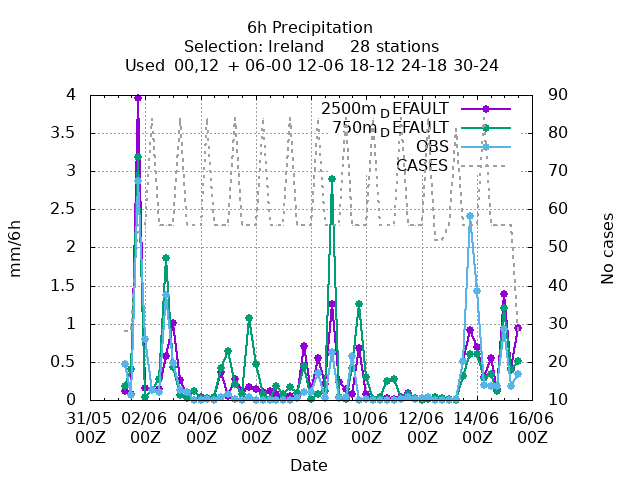 6h Precipitation
Selection: Ireland 28 stations
Used 00,12 + 06-00 12-06 18-12 24-18 30-24
4 90
2500m DEFAULT
3.5 80
750m DEFAULT
OBS
3 70
CASES
2.5 60
mm/6h
No cases
2 50
1.5 40
1 30
0.5 20
0 10
31/05 02/06 04/06 06/06 08/06 10/06 12/06 14/06 16/06
00Z 00Z 00Z 00Z 00Z 00Z 00Z 00Z 00Z
Date